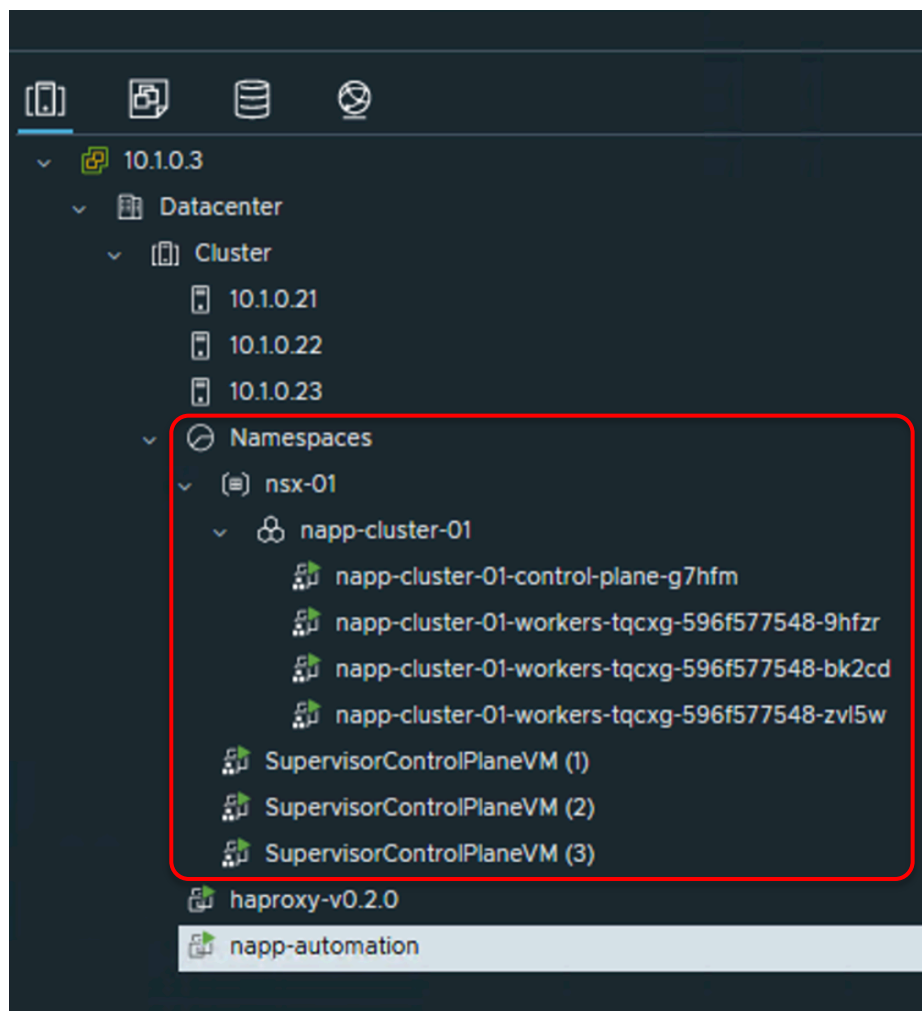 10.1.0.3
Datacenter
Cluster
10.1.0.21
10.1.0.22
10.1.0.23
Namespaces
nsx-01
napp-cluster-01
napp-cluster-01-control-plane-g7hfm
napp-cluster-01-workers-tqcxg-596f577548-9hfzr
napp-cluster-01-workers-tqcxg-596f577548-bk2cd
napp-cluster-01-workers-tqcxg-596f577548-zvl5w
SupervisorControlPlaneVM (1)
SupervisorControlPlaneVM (2)
SupervisorControlPlaneVM (3)
haproxy-v0.2.0
napp-automation